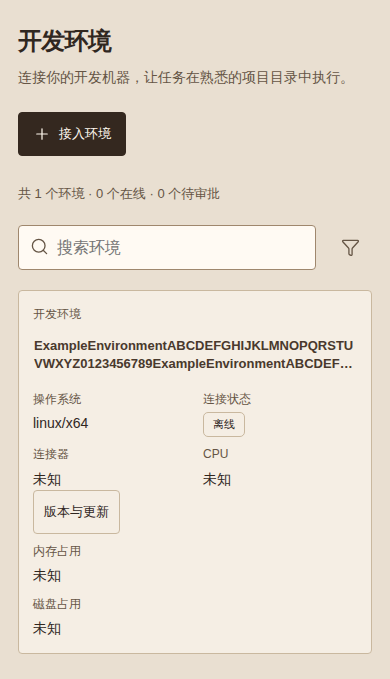 开发环境
连接你的开发机器，让任务在熟悉的项目目录中执行。
接入环境
共 1 个环境 · 0 个在线 · 0 个待审批
搜索环境
开发环境
ExampleEnvironmentABCDEFGHIJKLMNOPQRSTU
VWXYZ0123456789ExampleEnvironmentABCDEF…
操作系统
linux/x64
连接状态
离线
连接器
未知
版本与更新
CPU
未知
内存占用
未知
磁盘占用
未知